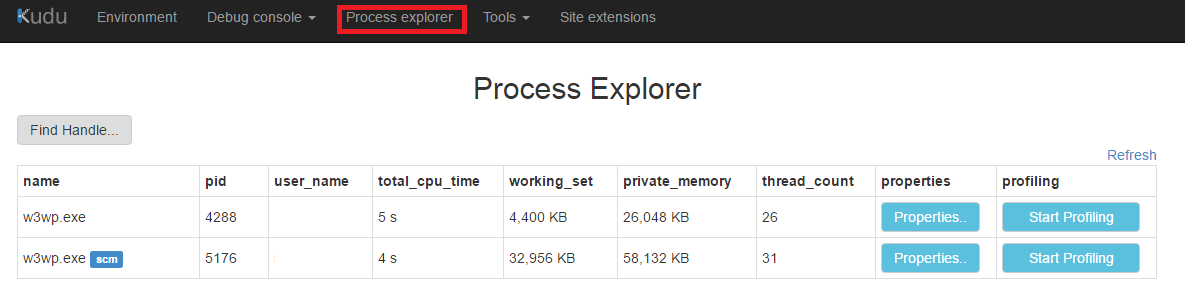 Kudu Environment Debug console Process explorer Tools Site extensions
Process Explorer
Find Handle...
Refresh
name pid user_name total_cpu_time working_set private_memory thread_count properties profiling
w3wp.exe 4288 5 s 4,400 KB 26,048 KB 26 Properties.. Start Profiling
w3wp.exe scm 5176 4 s 32,956 KB 58,132 KB 31 Properties.. Start Profiling